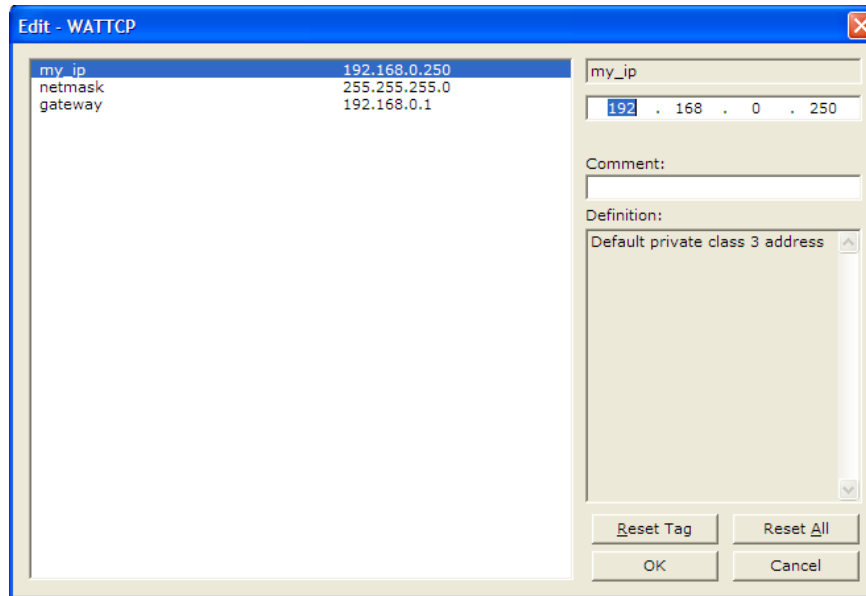 Edit - WATTCP
my_ip 192.168.0.250
netmask 255.255.255.0
gateway 192.168.0.1
my_ip
192 . 168 . 0 . 250
Comment:
Definition:
Default private class 3 address
Reset Tag Reset All
OK Cancel